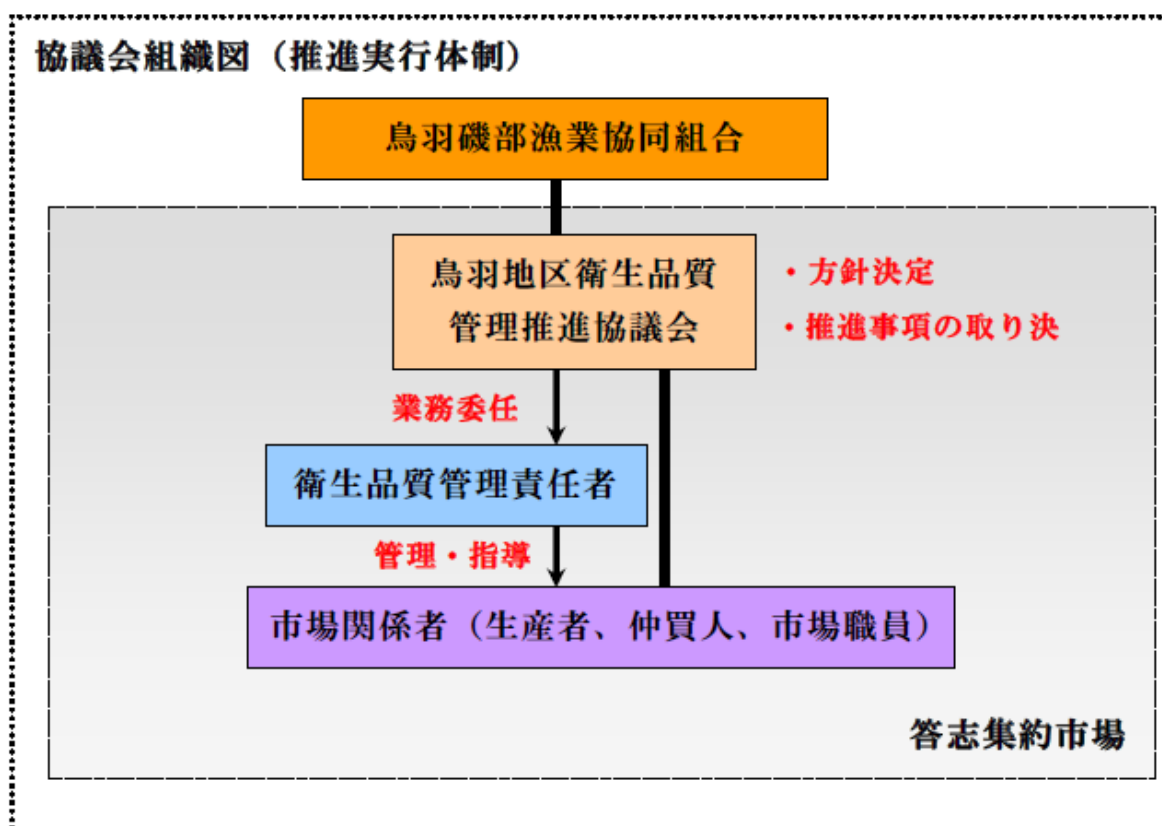 協議会組織図（推進実行体制）
鳥羽磯部漁業協同組合
鳥羽地区衛生品質
管理推進協議会
・方針決定
・推進事項の取り決
業務委任
衛生品質管理責任者
管理・指導
市場関係者（生産者、仲買人、市場職員）
答志集約市場